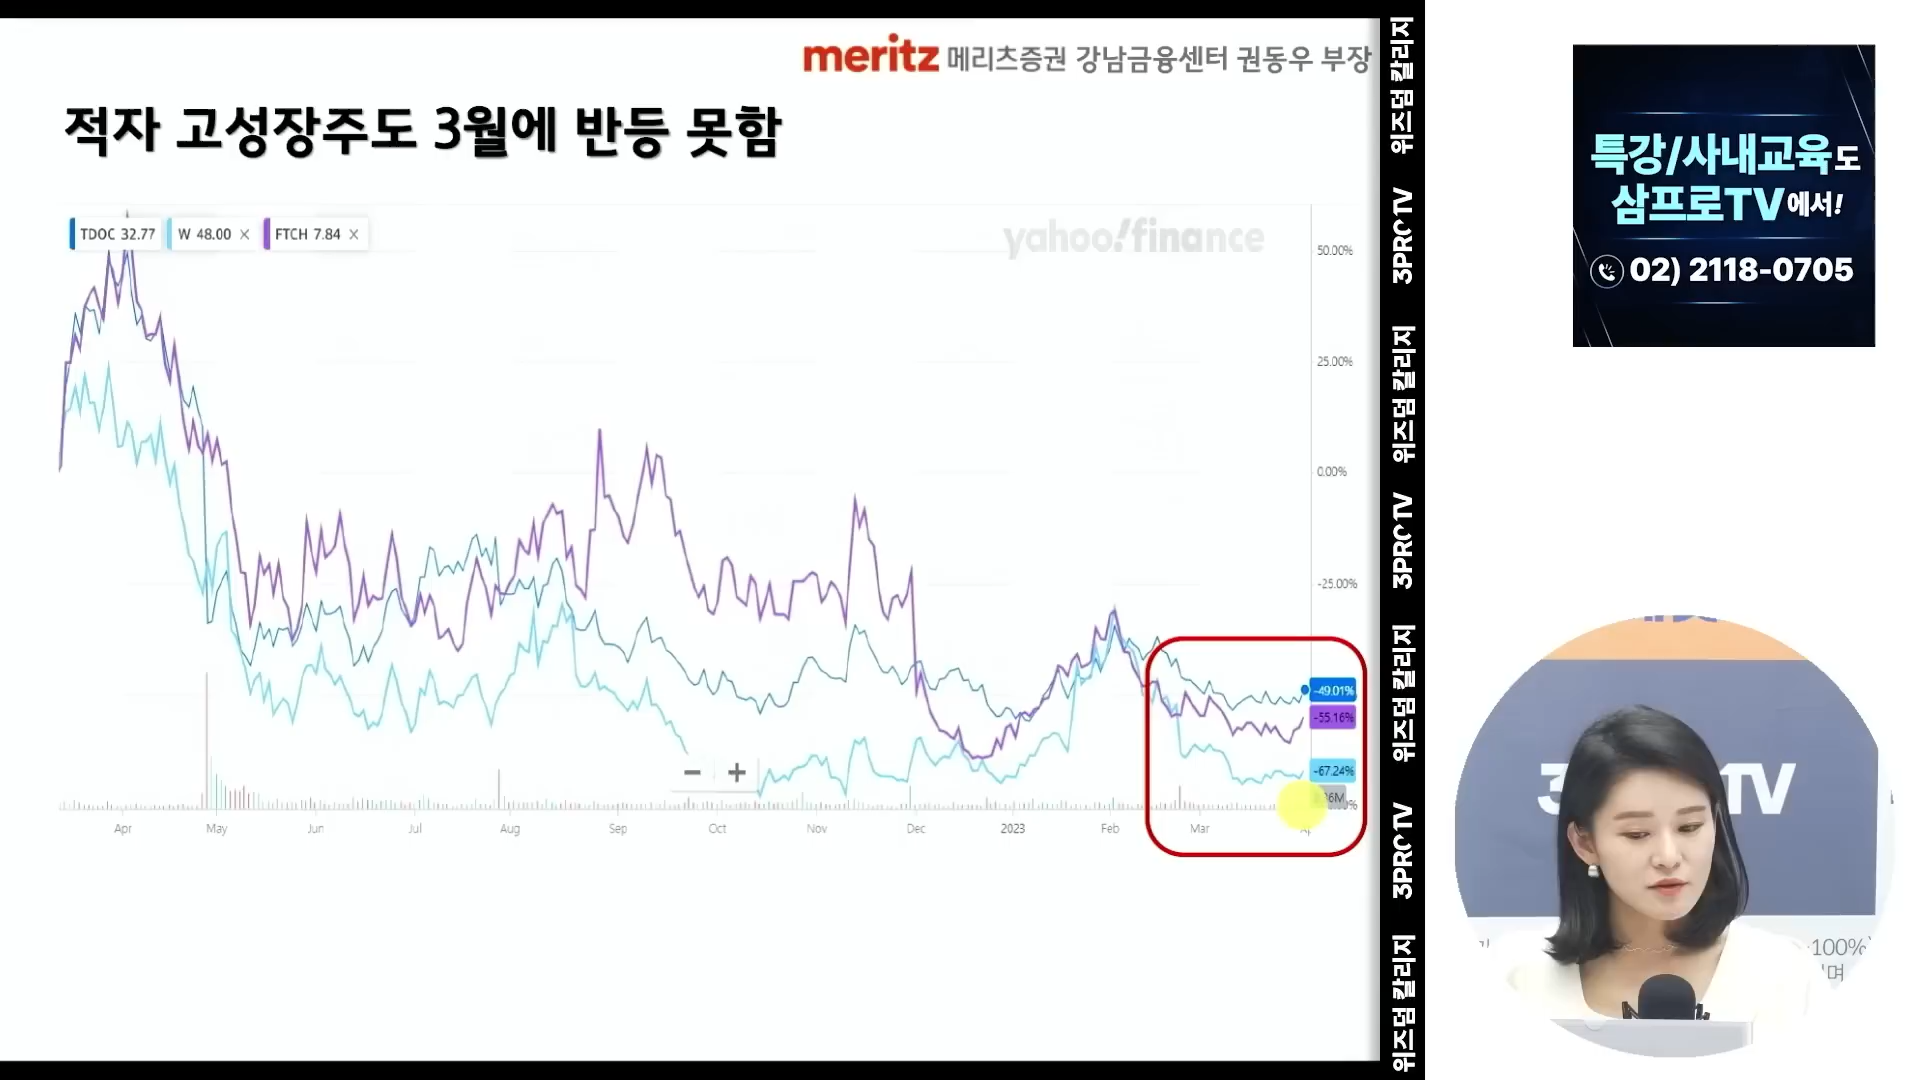 meritz 메리츠증권 강남금융센터 권동우 부장
적자 고성장주도 3월에 반등 못함
TDOC 32.77
W 48.00 ×
FTCH 7.84 ×
yahoo!finance
50.00%
25.00%
0.00%
-25.00%
-49.01%
-55.16%
-67.24%
− +
Apr May Jun Jul Aug Sep Oct Nov Dec 2023 Feb Mar
위즈덤 칼리지
3PROTV
위즈덤 칼리지
3PROTV
위즈덤 칼리지
3PROTV
위즈덤 칼리지
특강/사내교육도
삼프로TV에서!
02) 2118-0705
TV
100%
며